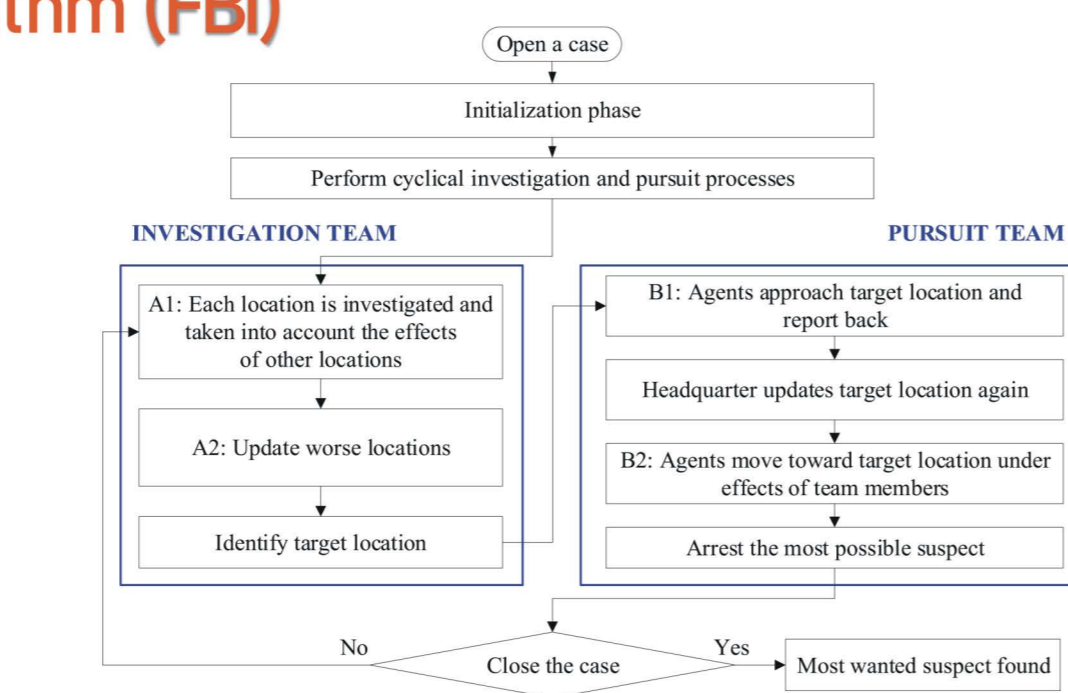 thm (FBI)
Open a case
Initialization phase
Perform cyclical investigation and pursuit processes
INVESTIGATION TEAM
A1: Each location is investigated and
taken into account the effects
of other locations
A2: Update worse locations
Identify target location
PURSUIT TEAM
B1: Agents approach target location and
report back
Headquarter updates target location again
B2: Agents move toward target location under
effects of team members
Arrest the most possible suspect
No
Close the case
Yes
Most wanted suspect found